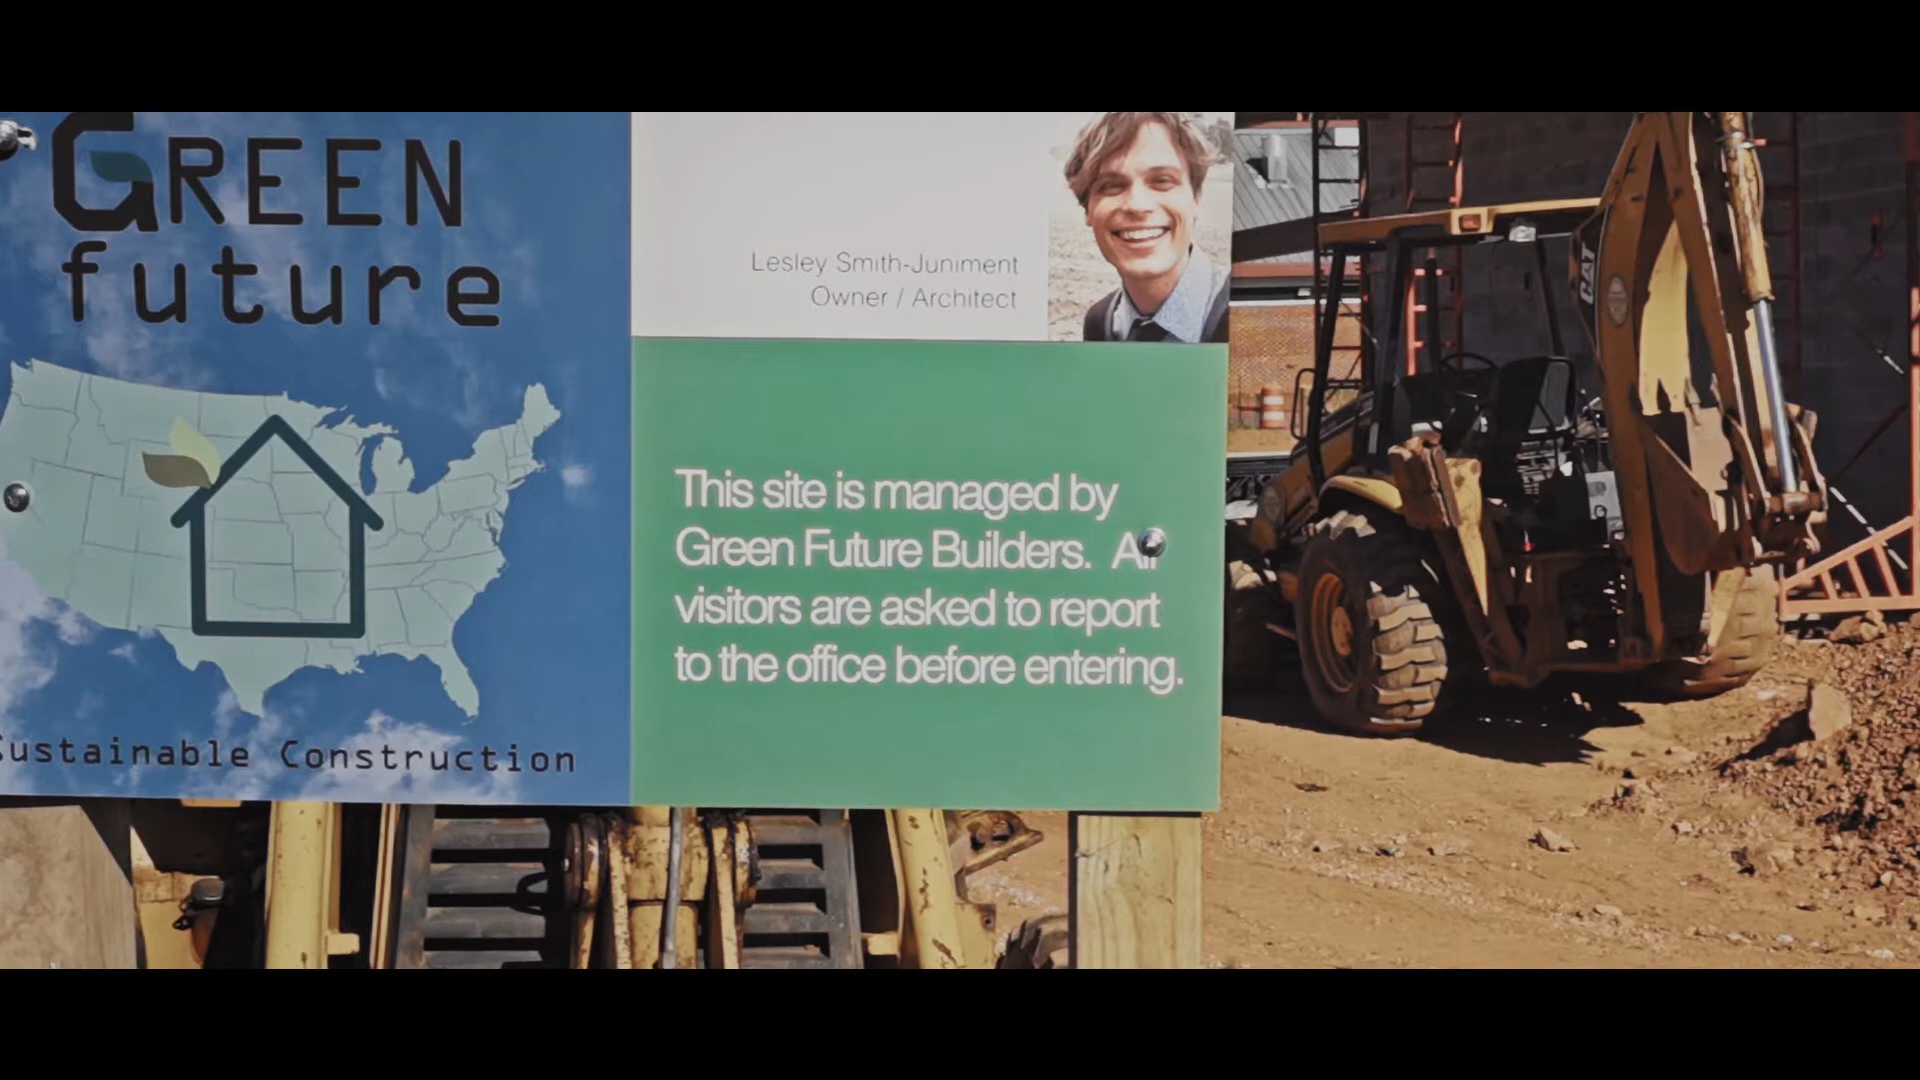 GREEN
future
Sustainable Construction
Lesley Smith-Juniment
Owner / Architect
This site is managed by
Green Future Builders. All
visitors are asked to report
to the office before entering.
CAT